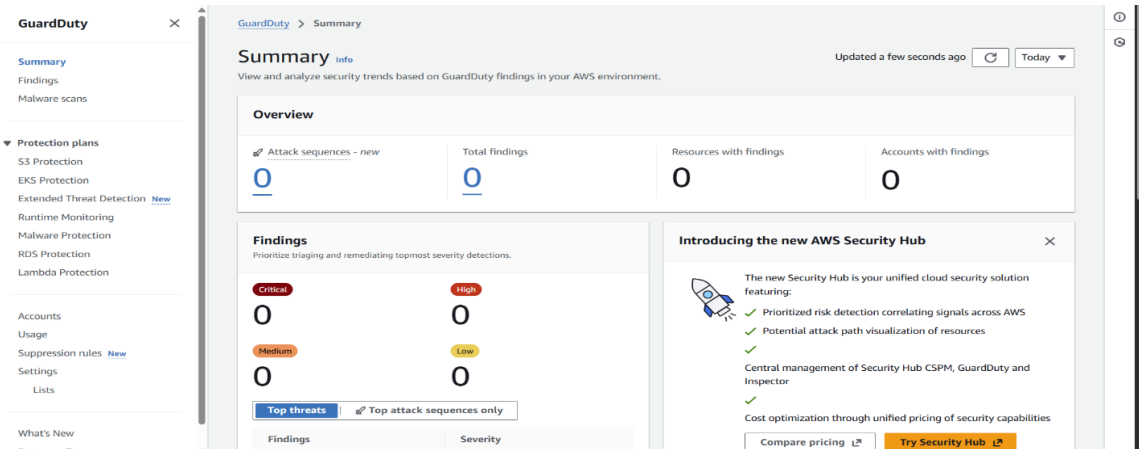 GuardDuty
Summary
Findings
Malware scans
Protection plans
S3 Protection
EKS Protection
Extended Threat Detection New
Runtime Monitoring
Malware Protection
RDS Protection
Lambda Protection
Accounts
Usage
Suppression rules New
Settings
Lists
What's New
GuardDuty > Summary
Summary Info
View and analyze security trends based on GuardDuty findings in your AWS environment.
Updated a few seconds ago
Today
Overview
Attack sequences - new
0
Total findings
0
Resources with findings
0
Accounts with findings
0
Findings
Prioritize triaging and remediating topmost severity detections.
Critical
0
High
0
Medium
0
Low
0
Top threats
Top attack sequences only
Findings Severity
Introducing the new AWS Security Hub
The new Security Hub is your unified cloud security solution
featuring:
Prioritized risk detection correlating signals across AWS
Potential attack path visualization of resources
Central management of Security Hub CSPM, GuardDuty and
Inspector
Cost optimization through unified pricing of security capabilities
Compare pricing
Try Security Hub